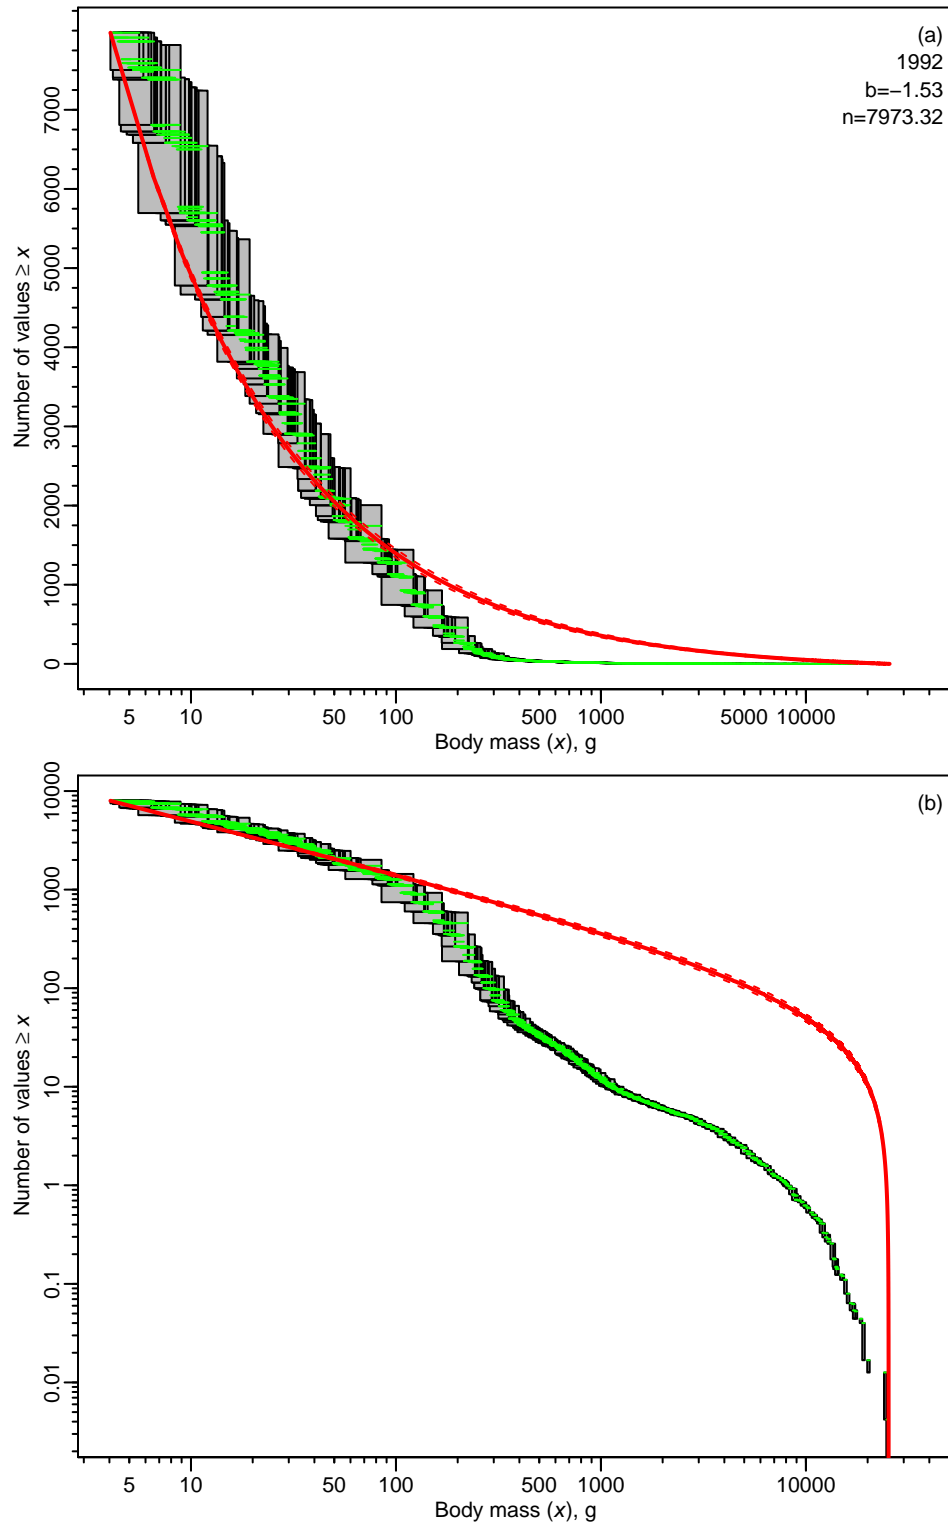 (a)
1992
b=−1.53
n=7973.32
Number of values ≥ x
0 1000 2000 3000 4000 5000 6000 7000
5 10 50 100 500 1000 5000 10000
Body mass (x), g
(b)
Number of values ≥ x
0.01 0.1 1 10 100 1000 10000
5 10 50 100 500 1000 10000
Body mass (x), g